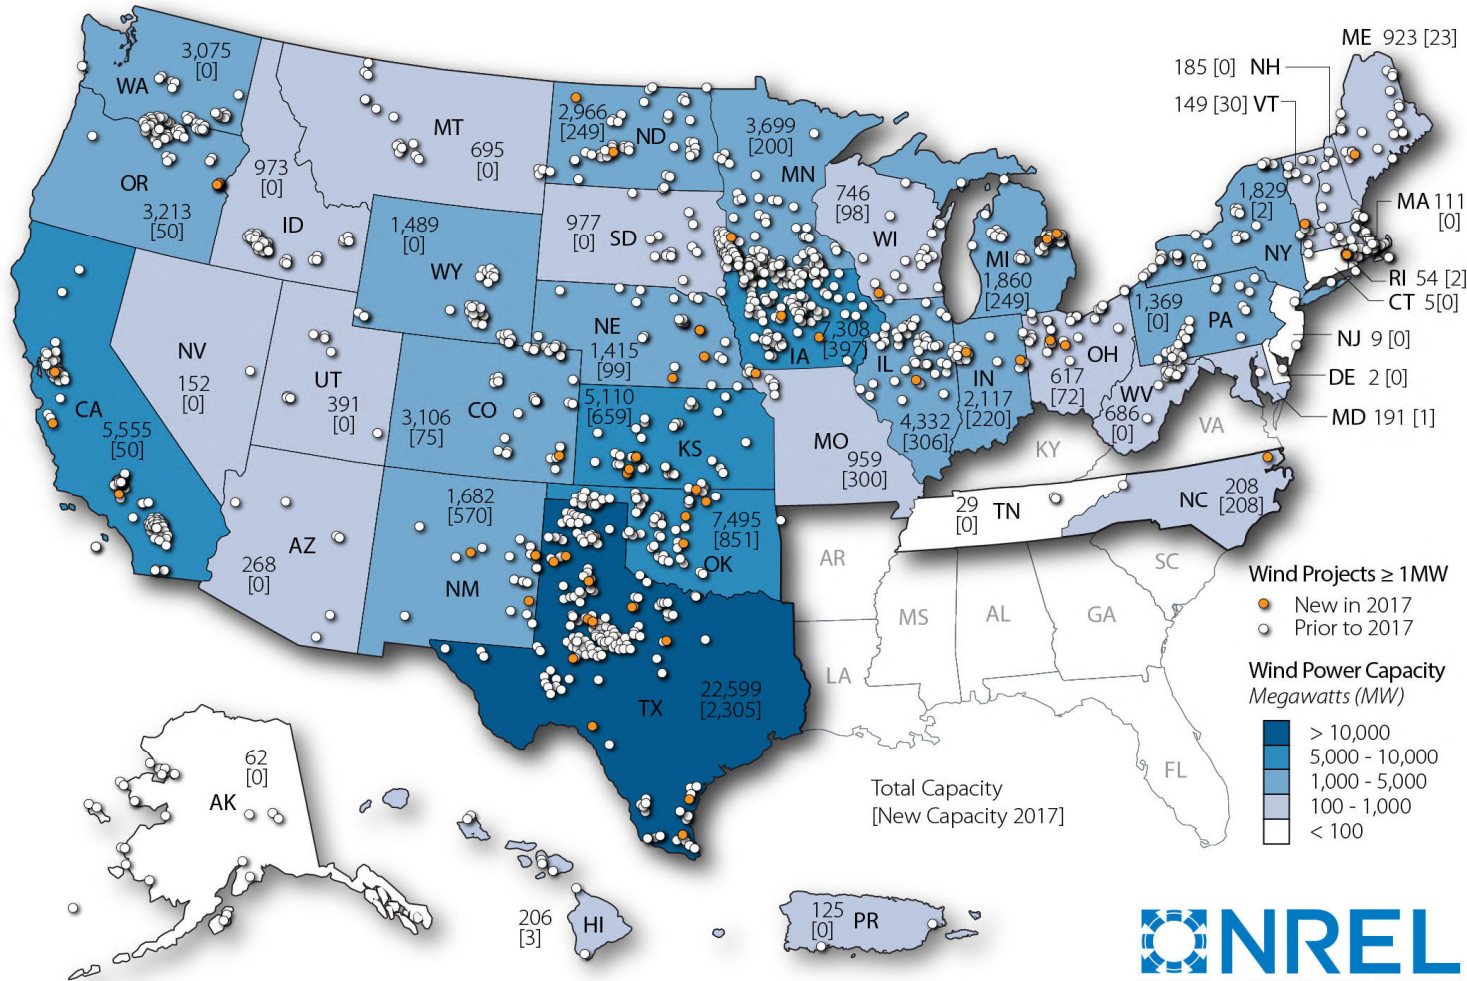 ME 923 [23]
185 [0] NH
149 [30] VT
3,075
[0]
WA
MT
695
[0]
2,966
[249]
ND
3,699
[200]
MN
973
[0]
ID
OR
3,213
[50]
1,489
[0]
WY
977
[0]
SD
746
[98]
WI
MI
1,860
[249]
1,829
[2]
NY
MA 111
[0]
RI 54 [2]
CT 5[0]
NJ 9 [0]
DE 2 [0]
MD 191 [1]
1,369
[0]
PA
NV
152
[0]
UT
391
[0]
CA
5,555
[50]
3,106
[75]
CO
NE
1,415
[99]
7,308
[397]
IA
IL
4,332
[306]
IN
2,117
[220]
OH
617
[72]
WV
686
[0]
VA
KY
5,110
[659]
KS
MO
959
[300]
AZ
268
[0]
1,682
[570]
NM
7,495
[851]
OK
29
[0]
TN
NC
208
[208]
AR
SC
MS
AL
GA
LA
FL
TX
22,599
[2,305]
62
[0]
AK
206
[3]
HI
125
[0]
PR
Total Capacity
[New Capacity 2017]
Wind Projects ≥ 1MW
New in 2017
Prior to 2017
Wind Power Capacity
Megawatts (MW)
> 10,000
5,000 - 10,000
1,000 - 5,000
100 - 1,000
< 100
NREL